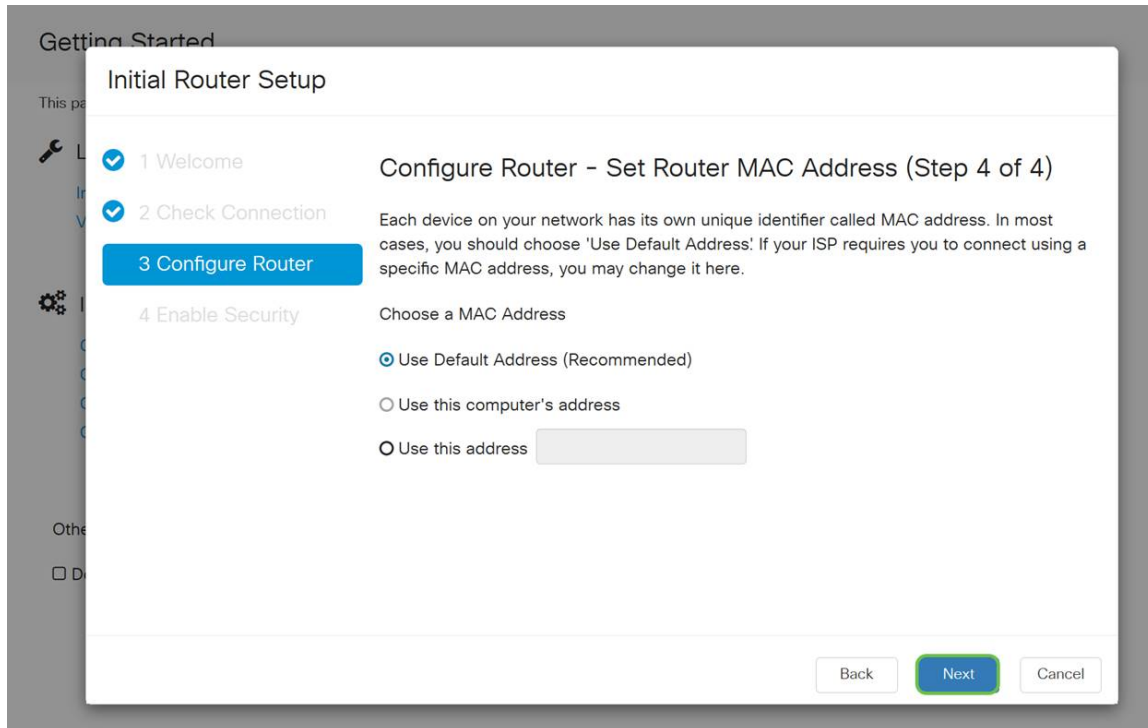 Getting Started
Initial Router Setup
This pa
1 Welcome
2 Check Connection
3 Configure Router
4 Enable Security
Configure Router - Set Router MAC Address (Step 4 of 4)
Each device on your network has its own unique identifier called MAC address. In most
cases, you should choose 'Use Default Address.' If your ISP requires you to connect using a
specific MAC address, you may change it here.
Choose a MAC Address
Use Default Address (Recommended)
Use this computer's address
Use this address
Othe
Back
Next
Cancel